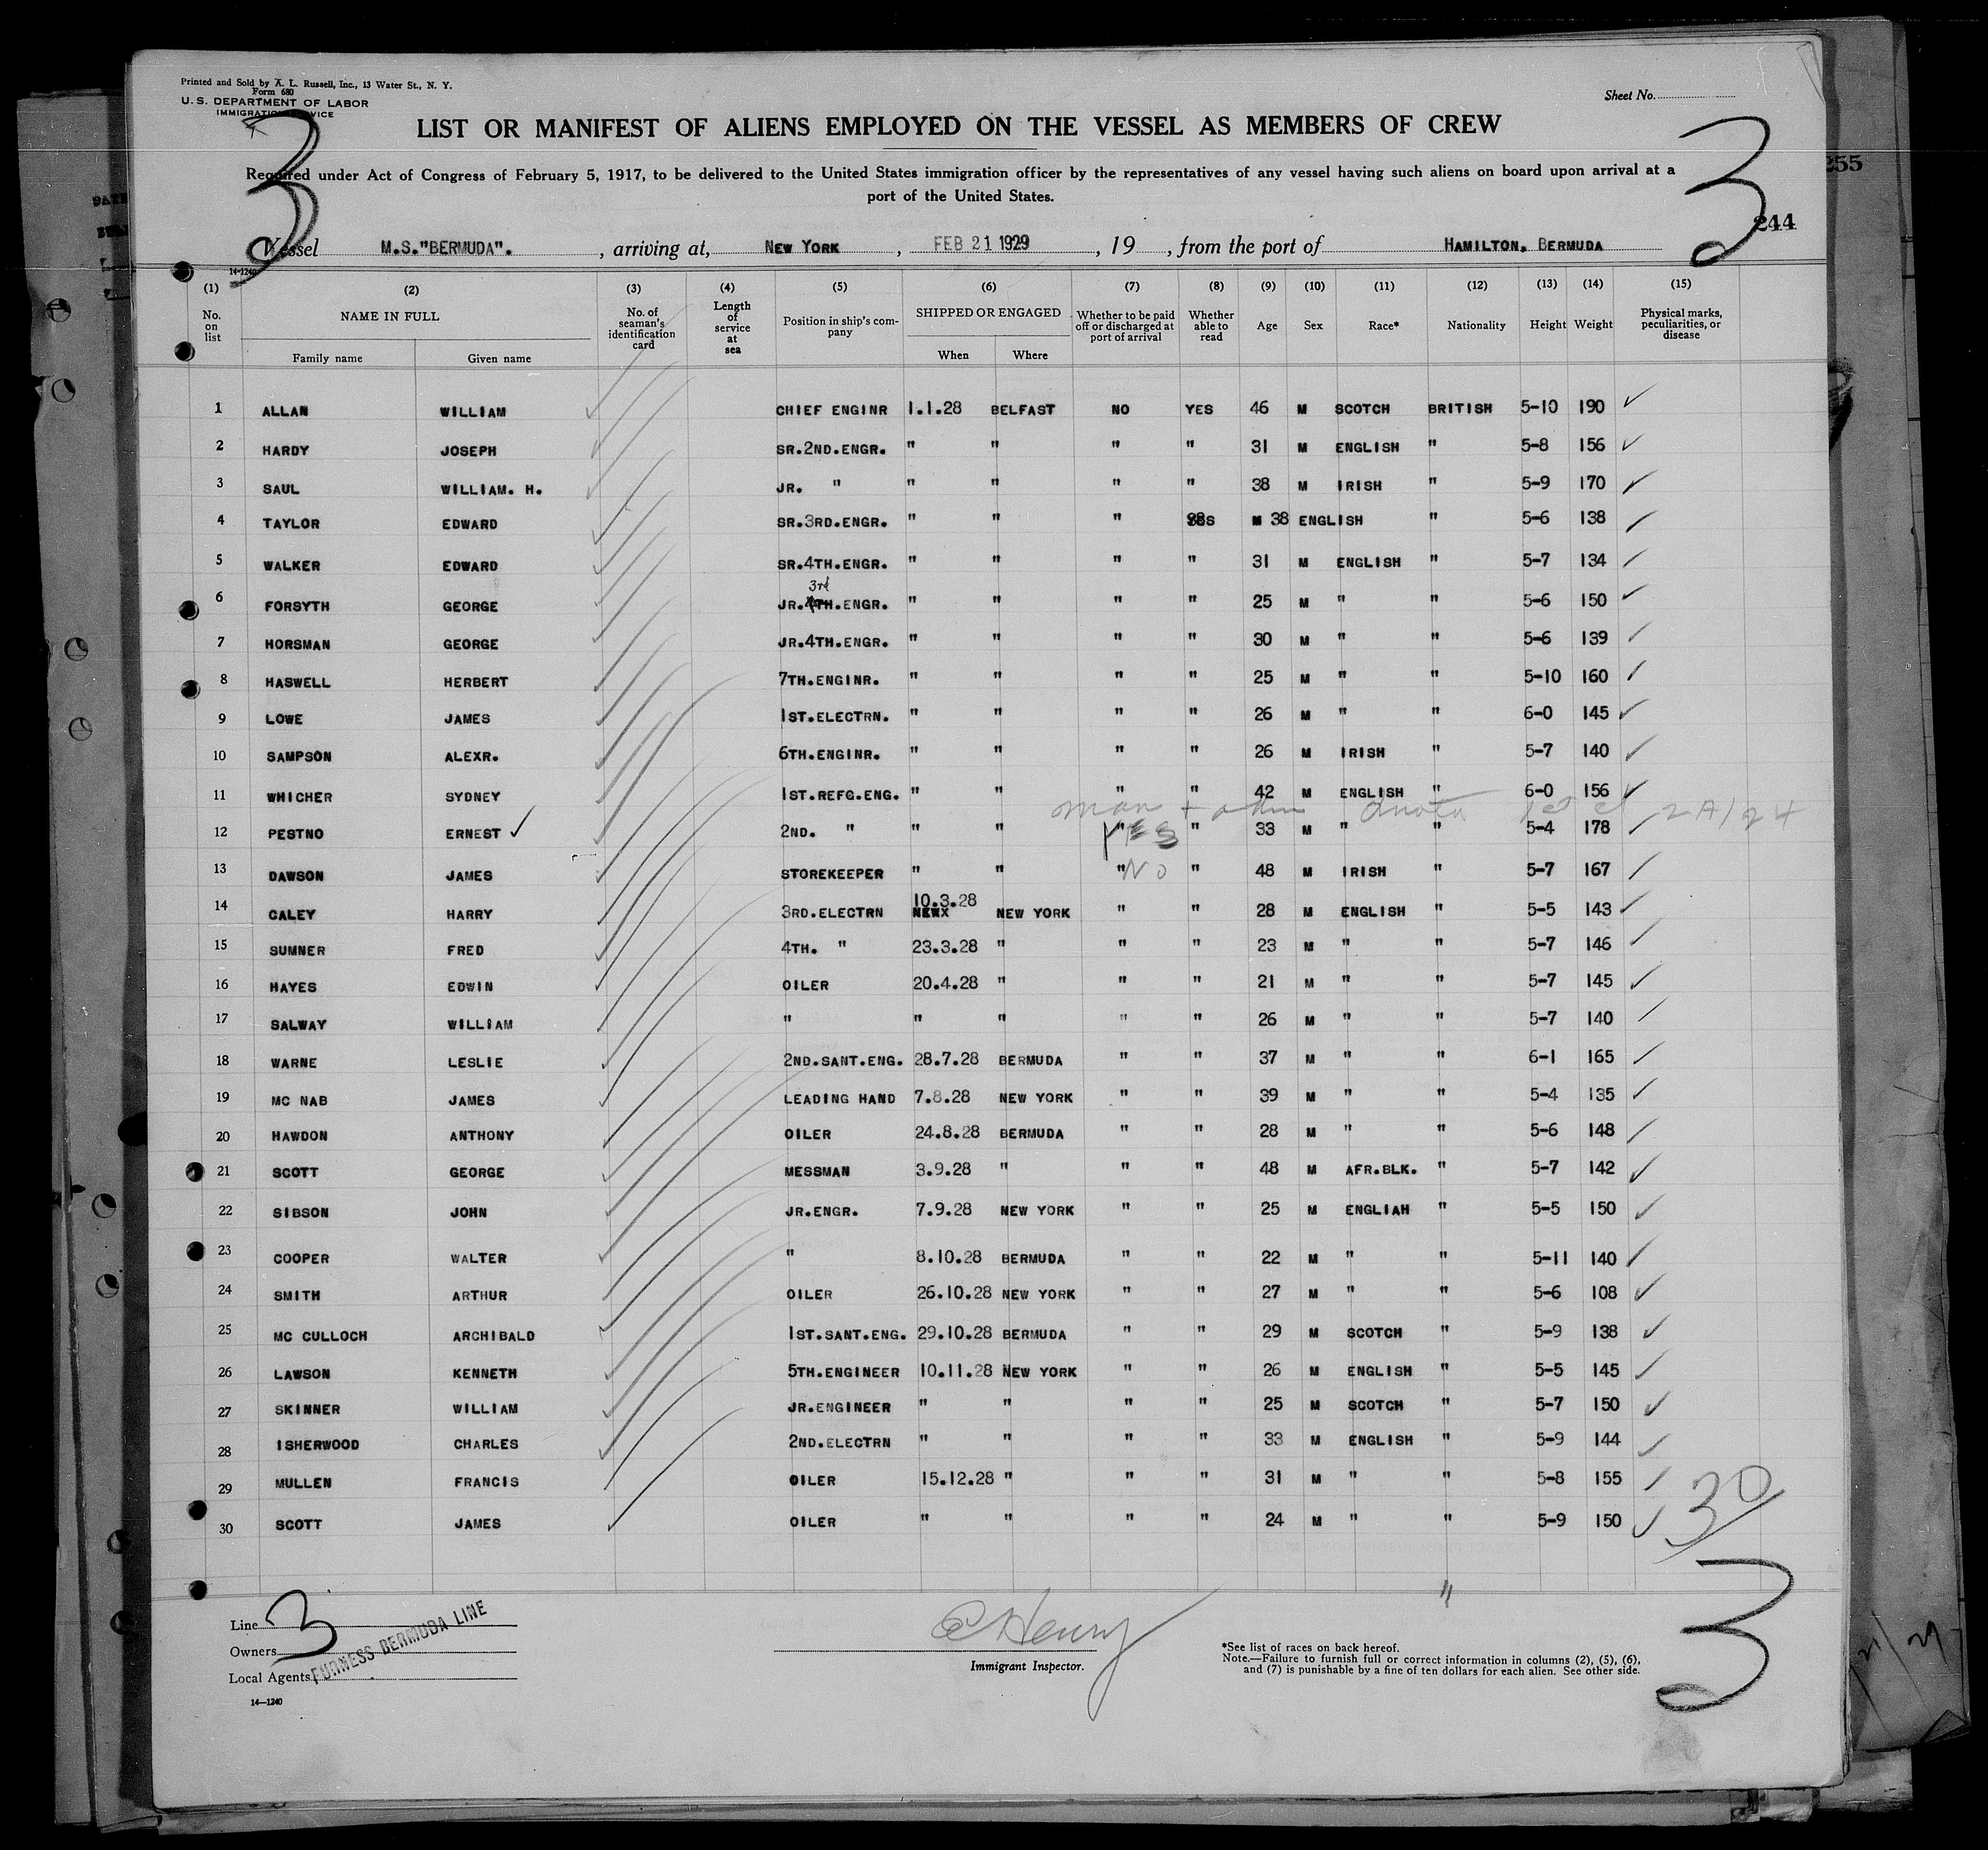 Printed and Sold by A. L. Russell, Inc., 13 Water St., N. Y.
Form 680
U. S. DEPARTMENT OF LABOR
IMMIGRATION SERVICE
Sheet No.
3
LIST OR MANIFEST OF ALIENS EMPLOYED ON THE VESSEL AS MEMBERS OF CREW
3
Required under Act of Congress of February 5, 1917, to be delivered to the United States immigration officer by the representatives of any vessel having such aliens on board upon arrival at a
port of the United States.
255
244
Vessel M.S."BERMUDA". , arriving at, NEW YORK , FEB 21 1929 , 19 , from the port of HAMILTON, BERMUDA
14-1240
(1) (2) (3) (4) (5) (6) (7) (8) (9) (10) (11) (12) (13) (14) (15)
No. on list NAME IN FULL Family name Given name No. of seaman's identification card Length of service at sea Position in ship's company SHIPPED OR ENGAGED When Where Whether to be paid off or discharged at port of arrival Whether able to read Age Sex Race* Nationality Height Weight Physical marks, peculiarities, or disease
1 ALLAN WILLIAM CHIEF ENGINR 1.1.28 BELFAST NO YES 46 M SCOTCH BRITISH 5-10 190
2 HARDY JOSEPH SR.2ND.ENGR. " " " " 31 M ENGLISH " 5-8 156
3 SAUL WILLIAM. H. JR. " " " " " 38 M IRISH " 5-9 170
4 TAYLOR EDWARD SR.3RD.ENGR. " " " YES M 38 ENGLISH " 5-6 138
5 WALKER EDWARD SR.4TH.ENGR. " " " " 31 M ENGLISH " 5-7 134
3rd
6 FORSYTH GEORGE JR.4TH.ENGR. " " " " 25 M " " 5-6 150
7 HORSMAN GEORGE JR.4TH.ENGR. " " " " 30 M " " 5-6 139
8 HASWELL HERBERT 7TH.ENGINR. " " " " 25 M " " 5-10 160
9 LOWE JAMES 1ST.ELECTRN. " " " " 26 M " " 6-0 145
10 SAMPSON ALEXR. 6TH.ENGINR. " " " " 26 M IRISH " 5-7 140
11 WHICHER SYDNEY 1ST.REFG.ENG. " " " " 42 M ENGLISH " 6-0 156
12 PESTNO ERNEST 2ND. " " " " YES " 33 M " " 5-4 178
13 DAWSON JAMES STOREKEEPER " " " NO " 48 M IRISH " 5-7 167
14 CALEY HARRY 3RD.ELECTRN 10.3.28 NEW YORK " " 28 M ENGLISH " 5-5 143
15 SUMNER FRED 4TH. " 23.3.28 " " " 23 M " " 5-7 146
16 HAYES EDWIN OILER 20.4.28 " " " 21 M " " 5-7 145
17 SALWAY WILLIAM " " " " " 26 M " " 5-7 140
18 WARNE LESLIE 2ND.SANT.ENG. 28.7.28 BERMUDA " " 37 M " " 6-1 165
19 MC NAB JAMES LEADING HAND 7.8.28 NEW YORK " " 39 M " " 5-4 135
20 HAWDON ANTHONY OILER 24.8.28 BERMUDA " " 28 M " " 5-6 148
21 SCOTT GEORGE MESSMAN 3.9.28 " " " 48 M AFR.BLK. " 5-7 142
22 SIBSON JOHN JR.ENGR. 7.9.28 NEW YORK " " 25 M ENGLIAH " 5-5 150
23 COOPER WALTER " 8.10.28 BERMUDA " " 22 M " " 5-11 140
24 SMITH ARTHUR OILER 26.10.28 NEW YORK " " 27 M " " 5-6 108
25 MC CULLOCH ARCHIBALD 1ST.SANT.ENG. 29.10.28 BERMUDA " " 29 M SCOTCH " 5-9 138
26 LAWSON KENNETH 5TH.ENGINEER 10.11.28 NEW YORK " " 26 M ENGLISH " 5-5 145
27 SKINNER WILLIAM JR.ENGINEER " " " " 25 M SCOTCH " 5-7 150
28 ISHERWOOD CHARLES 2ND.ELECTRN " " " " 33 M ENGLISH " 5-9 144
29 MULLEN FRANCIS OILER 15.12.28 " " " 31 M " " 5-8 155
30 SCOTT JAMES OILER " " " " 24 M " " 5-9 150
30
"
3
Line 3
Owners
Local Agents FURNESS BERMUDA LINE
14—1240
C Henry
Immigrant Inspector.
*See list of races on back hereof.
Note.—Failure to furnish full or correct information in columns (2), (5), (6),
and (7) is punishable by a fine of ten dollars for each alien. See other side.
3